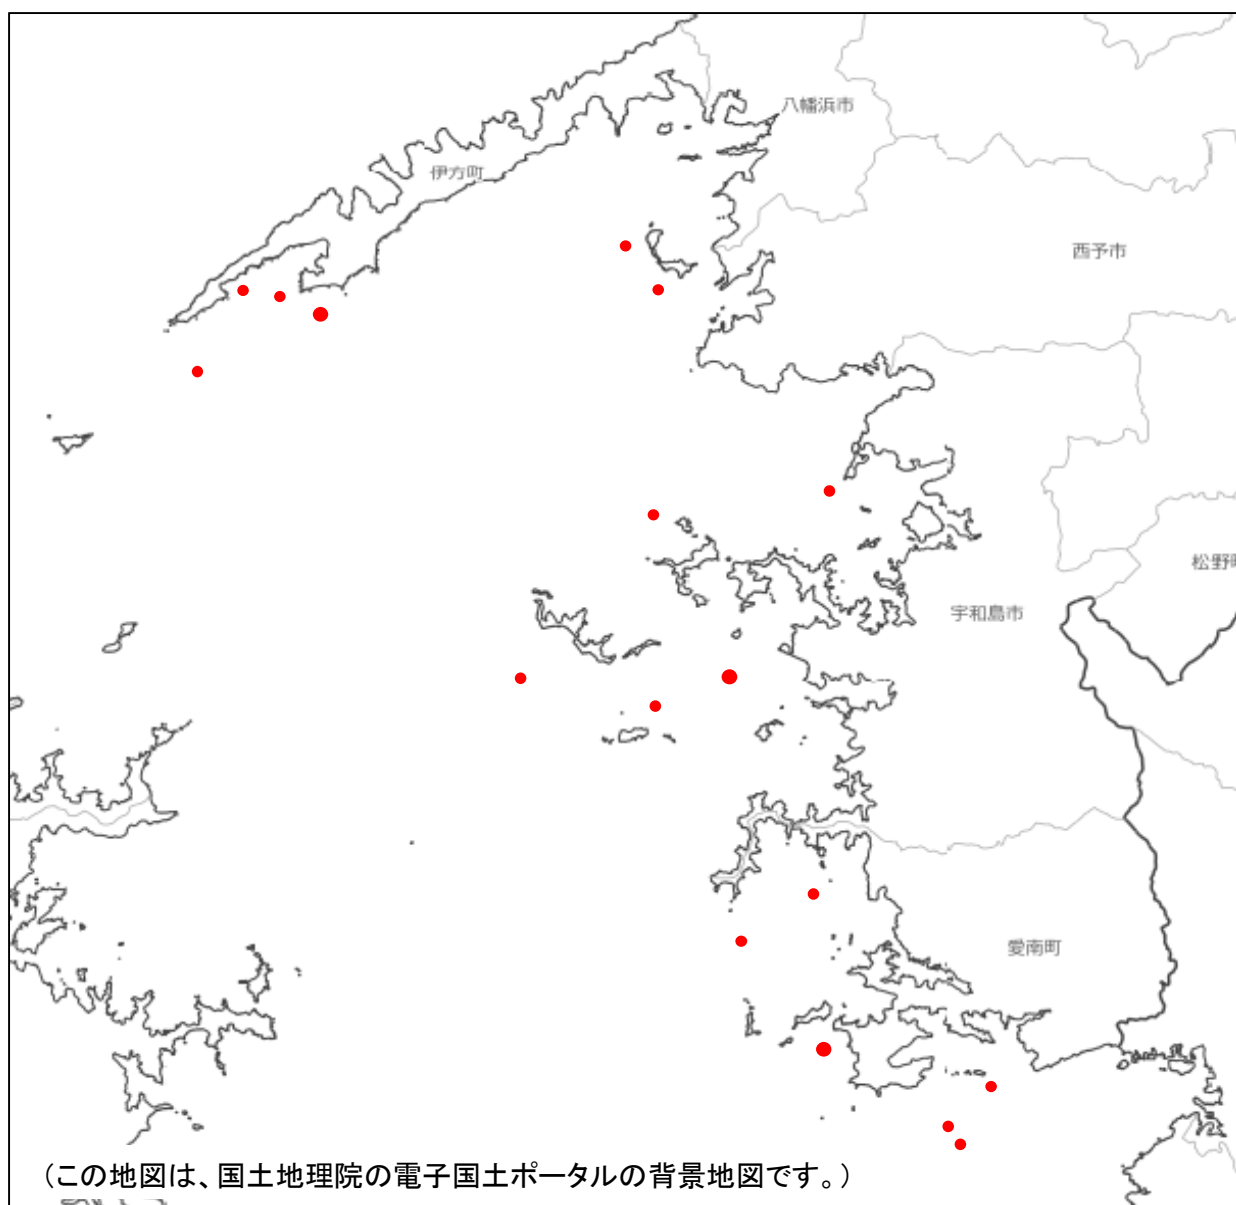 八幡浜市
伊方町
西予市
松野町
宇和島市
愛南町
(この地図は、国土地理院の電子国土ポータルの背景地図です。)